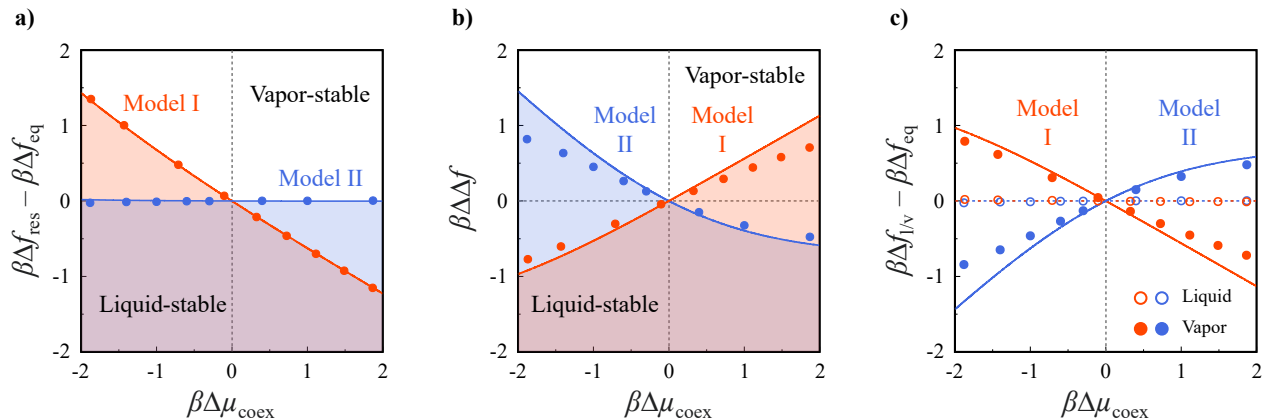 a)
2
1
0
-1
-2
-2
-1
0
1
2
βΔf_res − βΔf_eq
βΔμ_coex
Model I
Vapor-stable
Model II
Liquid-stable
b)
2
1
0
-1
-2
-2
-1
0
1
2
βΔΔf
βΔμ_coex
Vapor-stable
Model
II
Model
I
Liquid-stable
c)
2
1
0
-1
-2
-2
-1
0
1
2
βΔf_l/v − βΔf_eq
βΔμ_coex
Model
I
Model
II
Liquid
Vapor